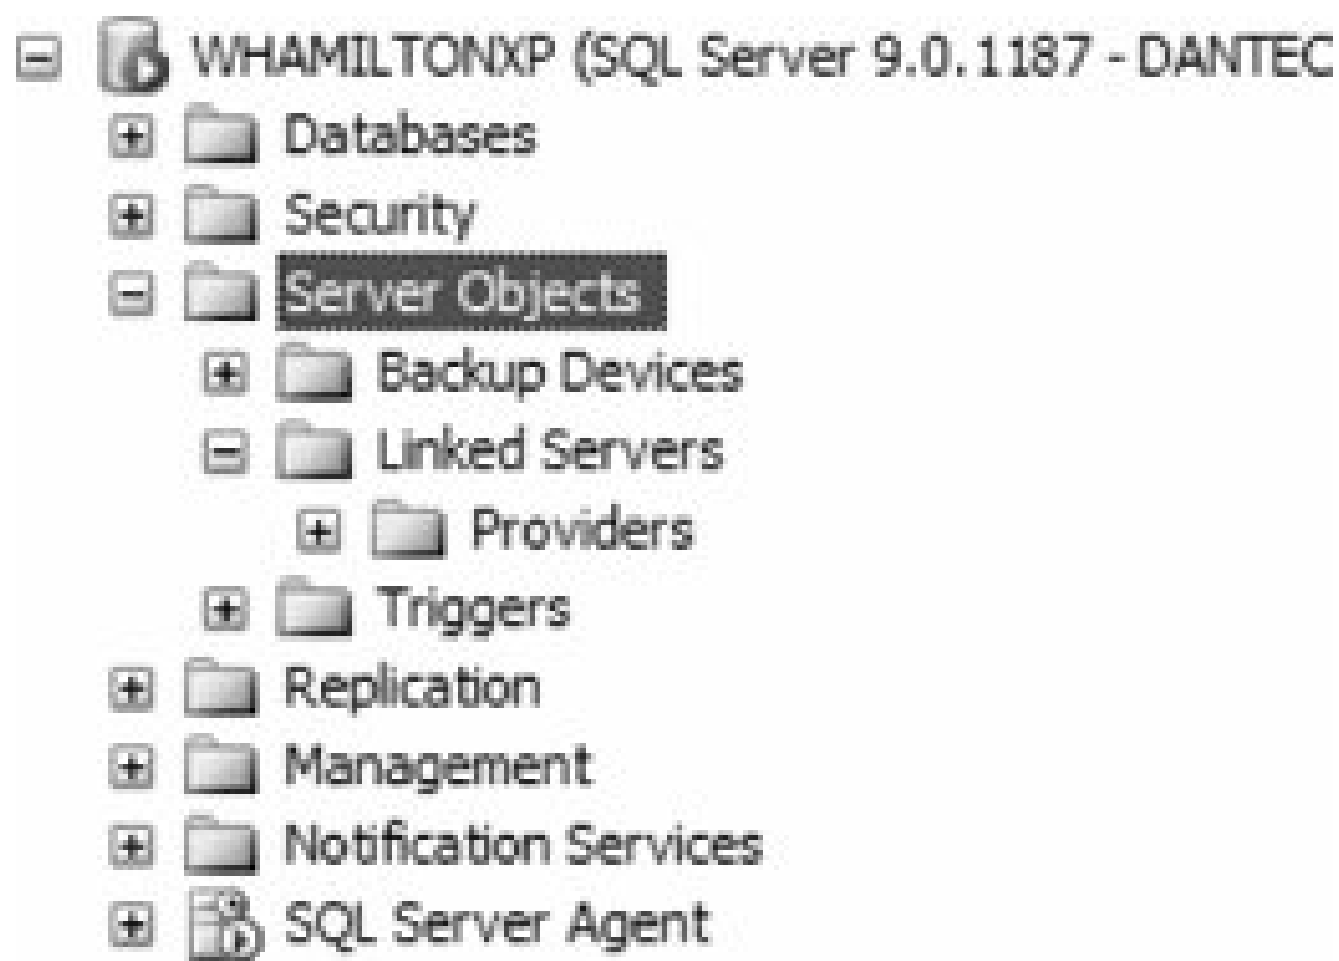 WHAMILTONXP (SQL Server 9.0.1187 - DANTEC
Databases
Security
Server Objects
Backup Devices
Linked Servers
Providers
Triggers
Replication
Management
Notification Services
SQL Server Agent